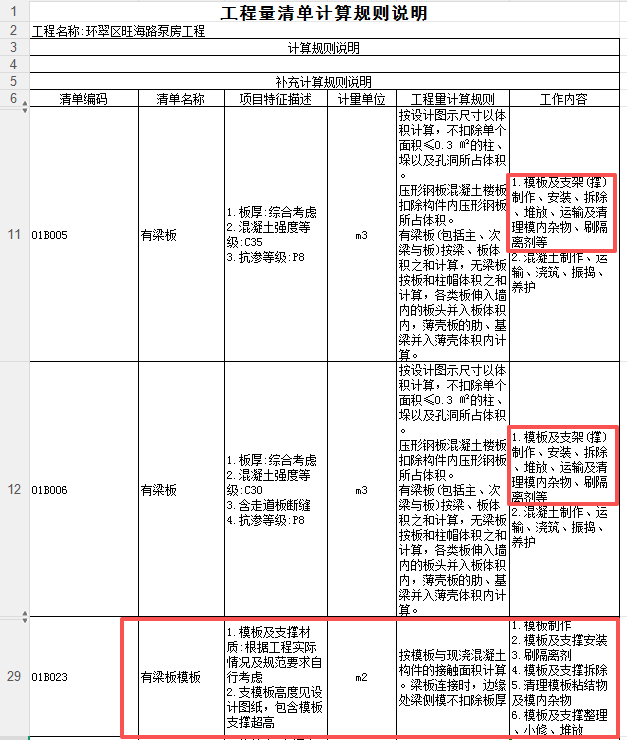 1
工程量清单计算规则说明
2
工程名称:环翠区旺海路泵房工程
3
计算规则说明
4
5
补充计算规则说明
6
清单编码
清单名称
项目特征描述
计量单位
工程量计算规则
工作内容
11
01B005
有梁板
1.板厚:综合考虑
2.混凝土强度等
级:C35
3.抗渗等级:P8
m3
按设计图示尺寸以体
积计算，不扣除单个
面积≤0.3 ㎡的柱、
垛以及孔洞所占体积
。
压形钢板混凝土楼板
扣除构件内压形钢板
所占体积。
有梁板(包括主、次
梁与板)按梁、板体
积之和计算，无梁板
按板和柱帽体积之和
计算，各类板伸入墙
内的板头并入板体积
内，薄壳板的肋、基
梁并入薄壳体积内计
算。
1.模板及支架(撑)
制作、安装、拆除
、堆放、运输及清
理模内杂物、刷隔
离剂等
2.混凝土制作、运
输、浇筑、振捣、
养护
12
01B006
有梁板
1.板厚:综合考虑
2.混凝土强度等
级:C30
3.含走道板断缝
4.抗渗等级:P8
m3
按设计图示尺寸以体
积计算，不扣除单个
面积≤0.3 ㎡的柱、
垛以及孔洞所占体积
。
压形钢板混凝土楼板
扣除构件内压形钢板
所占体积。
有梁板(包括主、次
梁与板)按梁、板体
积之和计算，无梁板
按板和柱帽体积之和
计算，各类板伸入墙
内的板头并入板体积
内，薄壳板的肋、基
梁并入薄壳体积内计
算。
1.模板及支架(撑)
制作、安装、拆除
、堆放、运输及清
理模内杂物、刷隔
离剂等
2.混凝土制作、运
输、浇筑、振捣、
养护
29
01B023
有梁板模板
1.模板及支撑材
质:根据工程实际
情况及规范要求自
行考虑
2.支模板高度见设
计图纸，包含模板
支撑超高
m2
按模板与现浇混凝土
构件的接触面积计算
。梁板连接时，边缘
处梁侧模不扣除板厚
1.模板制作
2.模板及支撑安装
3.刷隔离剂
4.模板及支撑拆除
5.清理模板粘结物
及模内杂物
6.模板及支撑整理
、小修、堆放